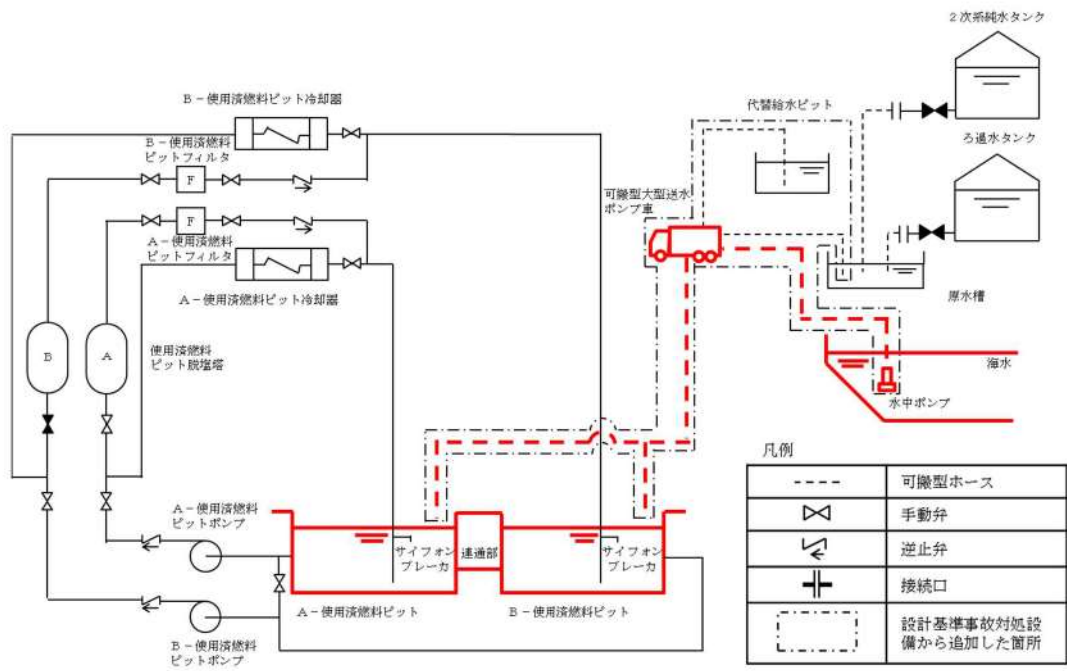 2次系純水タンク
B-使用済燃料ピット冷却器
代替給水ピット
B-使用済燃料
ピットフィルタ
F
ろ過水タンク
可搬型大型送水
ポンプ車
F
A-使用済燃料
ピットフィルタ
A-使用済燃料ピット冷却器
原水槽
B
A
使用済燃料
ピット脱塩塔
海水
水中ポンプ
凡例
可搬型ホース
手動弁
逆止弁
接続口
設計基準事故対処設
備から追加した箇所
A-使用済燃料
ピットポンプ
サイフォン
ブレーカ
連通部
サイフォン
ブレーカ
A-使用済燃料ピット
B-使用済燃料ピット
B-使用済燃料
ピットポンプ